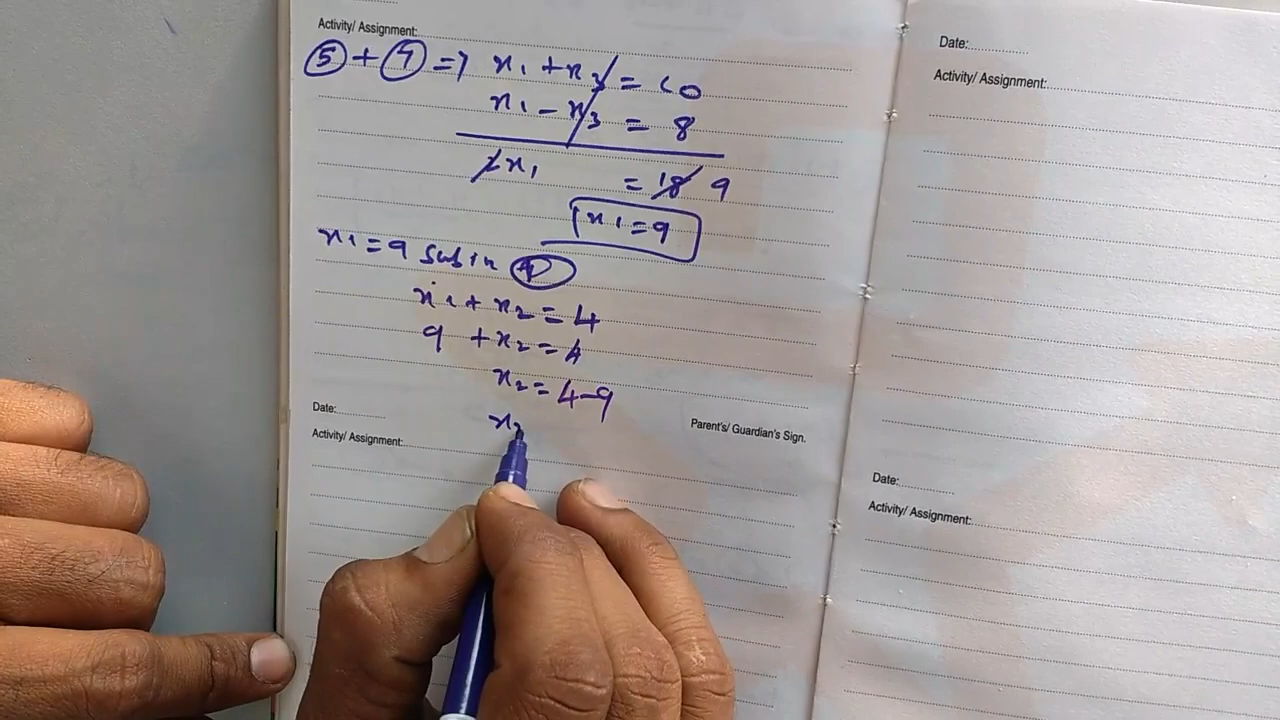 Activity/ Assignment:
⑤ + ④ => x₁ + x₃ = 10
x₁ - x₃ = 8
2x₁ = 18 9
x₁ = 9
x₁ = 9 sub in ①
x₁ + x₂ = 4
9 + x₂ = 4
x₂ = 4-9
x₂
Date:
Activity/ Assignment:
Parent's/ Guardian's Sign.
Date:
Activity/ Assignment:
Date:
Activity/ Assignment: